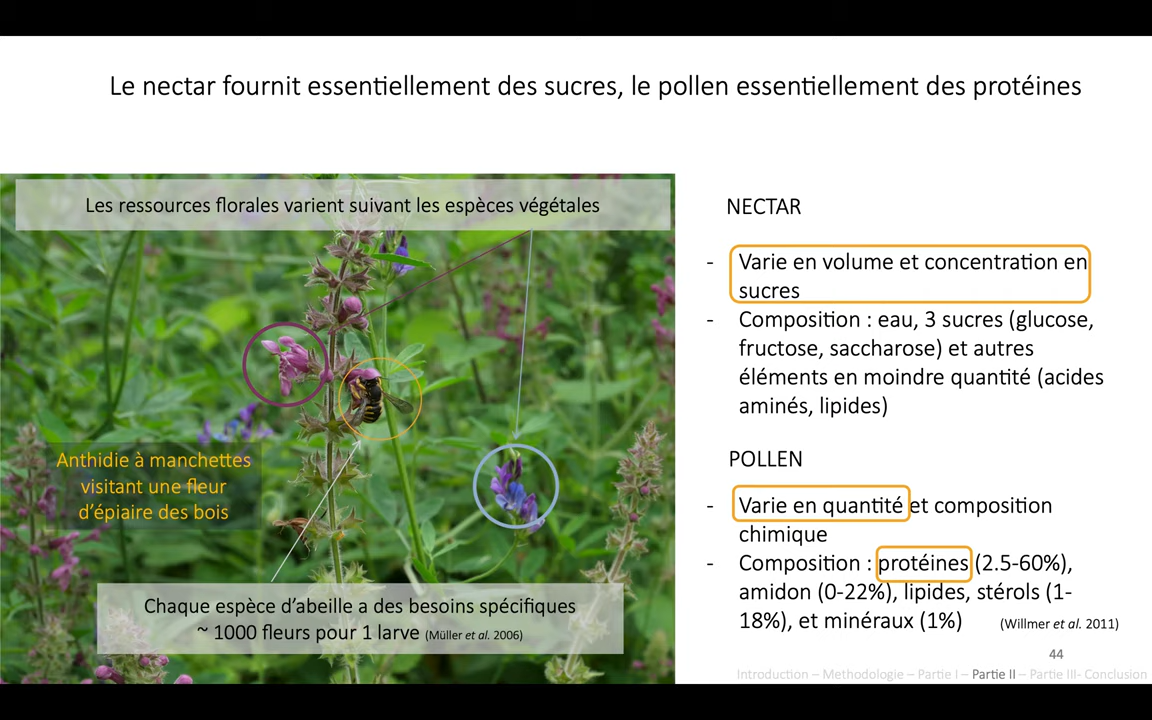 Le nectar fournit essentiellement des sucres, le pollen essentiellement des protéines
Les ressources florales varient suivant les espèces végétales
Anthidie à manchettes
visitant une fleur
d'épiaire des bois
Chaque espèce d'abeille a des besoins spécifiques
~ 1000 fleurs pour 1 larve (Müller et al. 2006)
NECTAR
- Varie en volume et concentration en
sucres
- Composition : eau, 3 sucres (glucose,
fructose, saccharose) et autres
éléments en moindre quantité (acides
aminés, lipides)
POLLEN
- Varie en quantité et composition
chimique
- Composition : protéines (2.5-60%),
amidon (0-22%), lipides, stérols (1-
18%), et minéraux (1%) (Willmer et al. 2011)
44
Introduction – Methodologie – Partie I – Partie II – Partie III- Conclusion